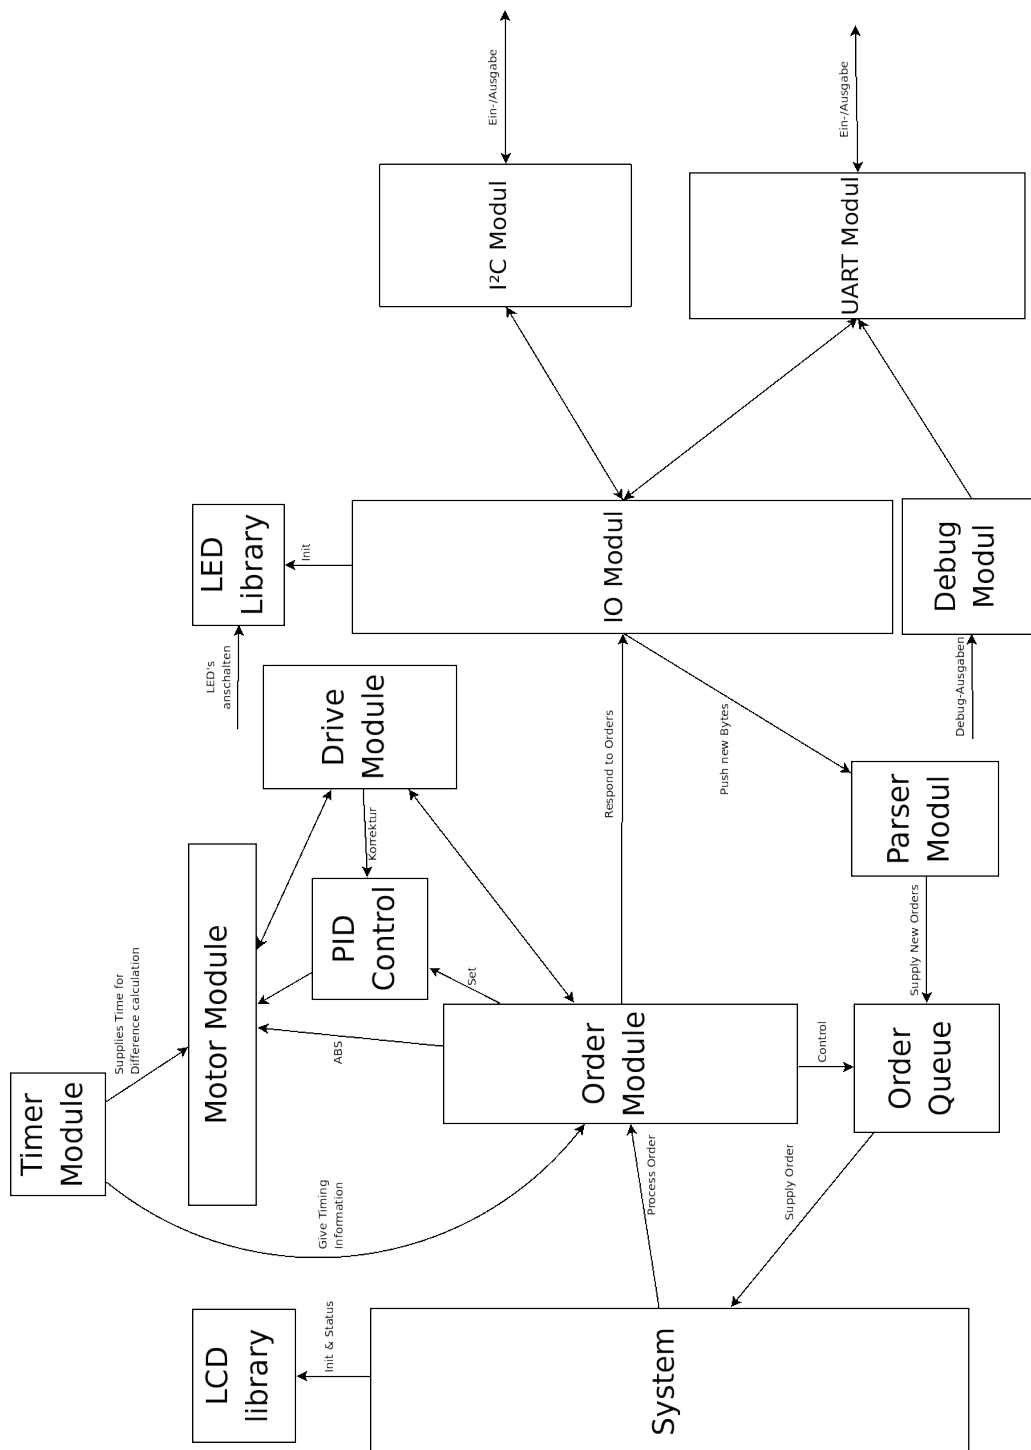 LCD
library
Init & Status
System
Timer
Module
Supplies Time for
Difference calculation
Give Timing
Information
Process Order
Supply Order
Motor Module
ABS
Order
Module
Set
Control
Order
Queue
PID
Control
Korrektur
Supply New Orders
Drive
Module
Respond to Orders
Push new Bytes
Parser
Modul
LED's
anschalten
Debug-Ausgaben
LED
Library
Init
IO Modul
Debug
Modul
I²C Modul
UART Modul
Ein-/Ausgabe
Ein-/Ausgabe